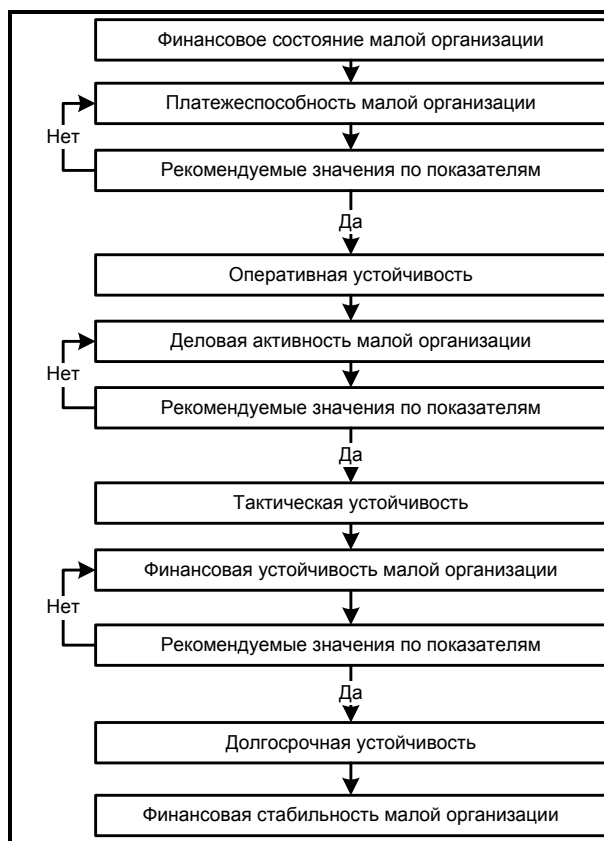 Финансовое состояние малой организации
Платежеспособность малой организации
Нет
Рекомендуемые значения по показателям
Да
Оперативная устойчивость
Деловая активность малой организации
Нет
Рекомендуемые значения по показателям
Да
Тактическая устойчивость
Финансовая устойчивость малой организации
Нет
Рекомендуемые значения по показателям
Да
Долгосрочная устойчивость
Финансовая стабильность малой организации